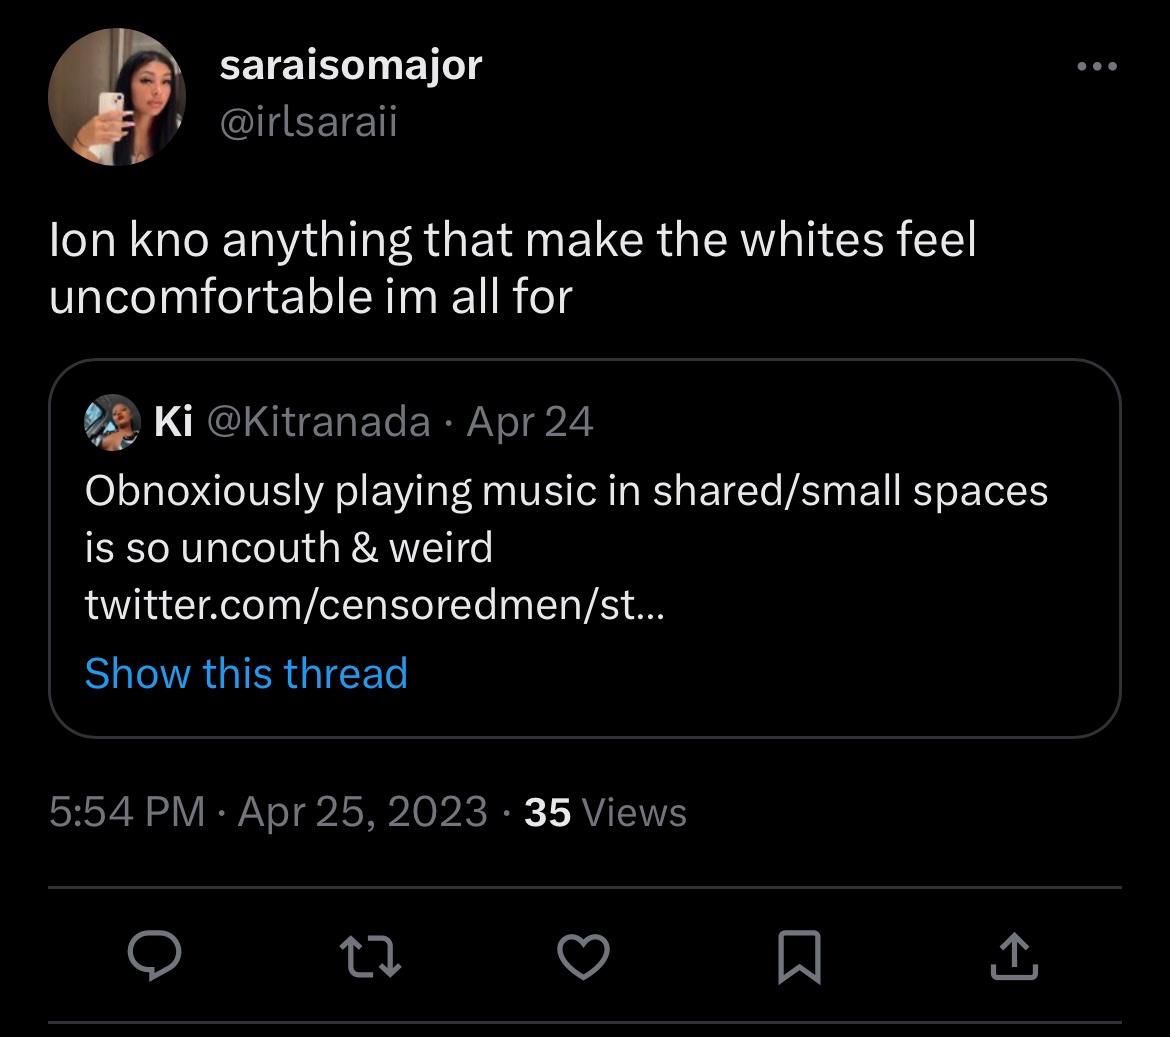 saraisomajor
@irlsaraii
Ion kno anything that make the whites feel
uncomfortable im all for
Ki @Kitranada · Apr 24
Obnoxiously playing music in shared/small spaces
is so uncouth & weird
twitter.com/censoredmen/st...
Show this thread
5:54 PM · Apr 25, 2023 · 35 Views